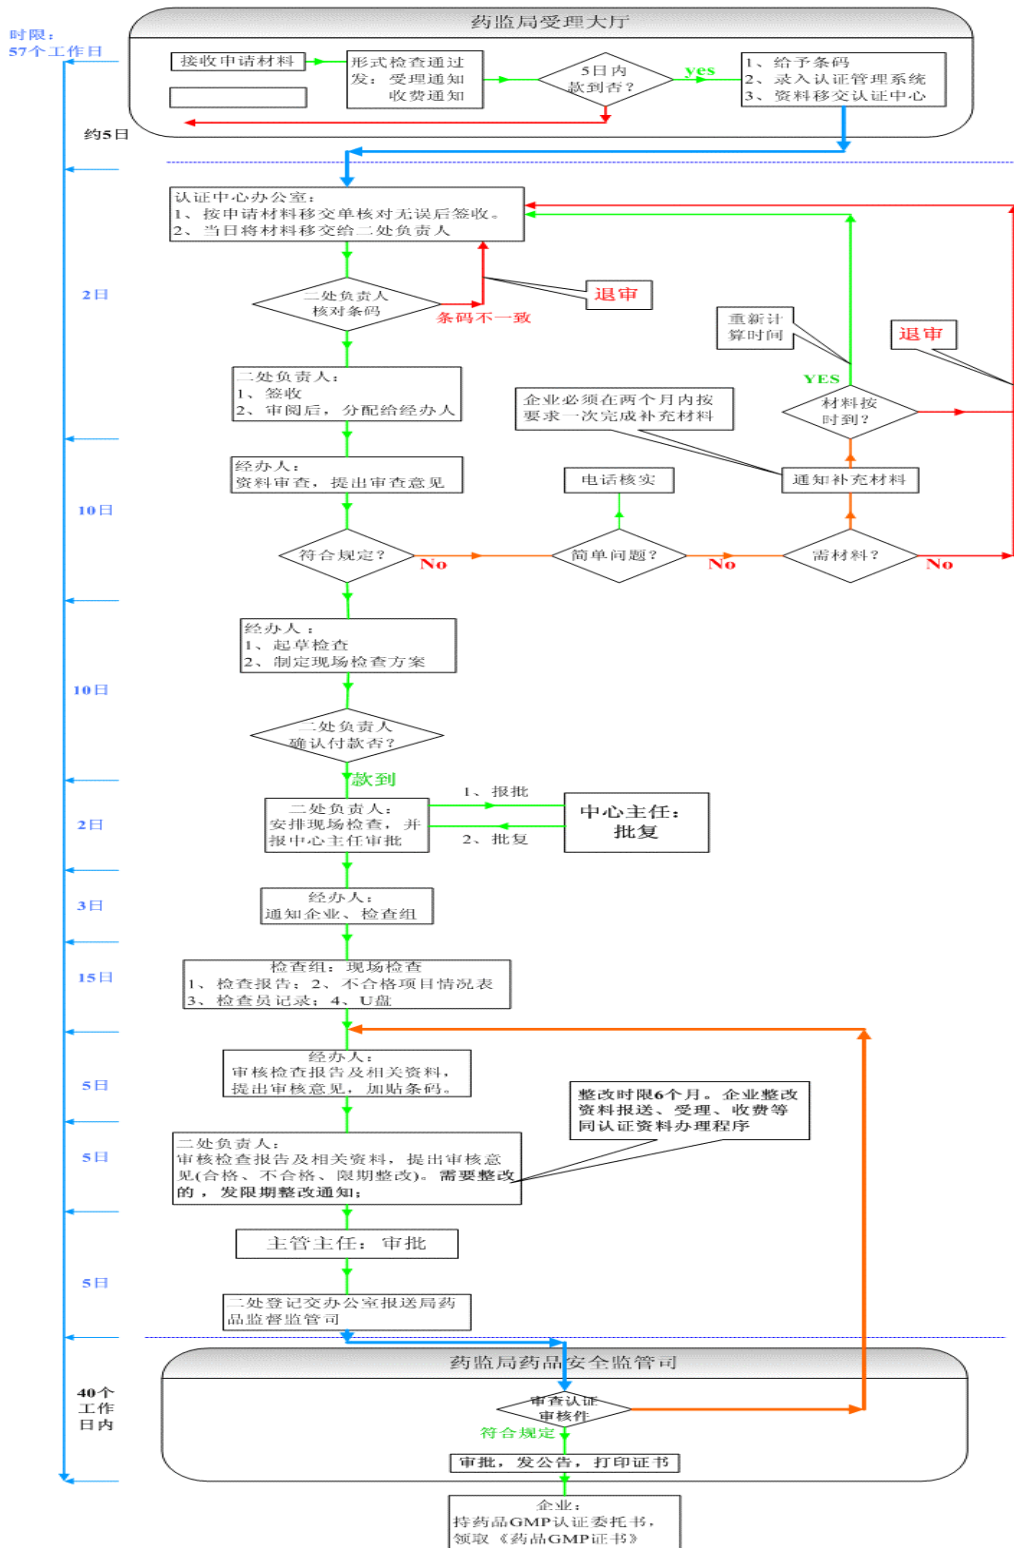 药监局受理大厅
时限：
57个工作日
接收申请材料
形式检查通过
发：受理通知
收费通知
5日内
款到否？
yes
1、给予条码
2、录入认证管理系统
3、资料移交认证中心
约5日
认证中心办公室：
1、按申请材料移交单核对无误后签收。
2、当日将材料移交给二处负责人
2日
二处负责人
核对条码
条码不一致
退审
重新计
算时间
退审
二处负责人：
1、签收
2、审阅后，分配给经办人
企业必须在两个月内按
要求一次完成补充材料
YES
材料按
时到？
经办人：
资料审查，提出审查意见
电话核实
通知补充材料
10日
符合规定？
No
简单问题？
No
需材料？
No
经办人：
1、起草检查
2、制定现场检查方案
10日
二处负责人
确认付款否？
款到
二处负责人：
安排现场检查，并
报中心主任审批
1、报批
2、批复
中心主任：
批复
2日
经办人：
通知企业、检查组
3日
检查组：现场检查
1、检查报告；2、不合格项目情况表
3、检查员记录；4、U盘
15日
经办人：
审核检查报告及相关资料，
提出审核意见，加贴条码。
5日
整改时限6个月。企业整改
资料报送、受理、收费等
同认证资料办理程序
二处负责人：
审核检查报告及相关资料，提出审核意
见(合格、不合格、限期整改)。需要整改
的，发限期整改通知；
5日
主管主任：审批
5日
二处登记交办公室报送局药
品监督监管司
药监局药品安全监管司
40个
工作
日内
审查认证
审核件
符合规定
审批，发公告，打印证书
企业：
持药品GMP认证委托书，
领取《药品GMP证书》